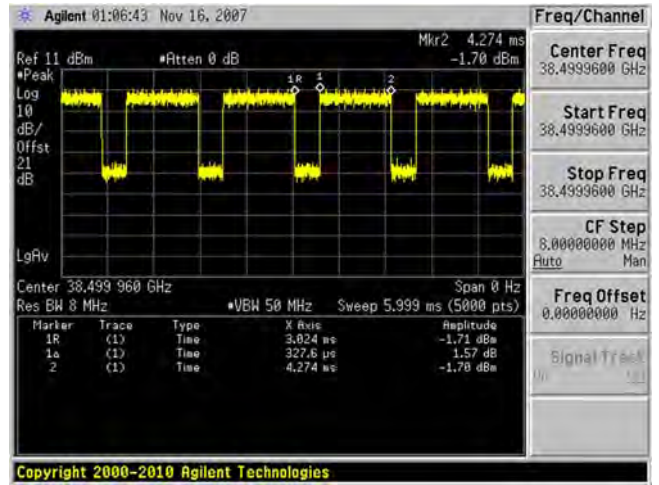 Agilent 01:06:43 Nov 16, 2007
Freq/Channel
Mkr2 4.274 ms
Ref 11 dBm #Atten 0 dB -1.70 dBm
#Peak
Log
10
dB/
Offst
21
dB
LgAv
1R 1 2
Center 38.499 960 GHz Span 0 Hz
Res BW 8 MHz #VBW 50 MHz Sweep 5.999 ms (5000 pts)
Marker Trace Type X Axis Amplitude
1R (1) Time 3.024 ms -1.71 dBm
1Δ (1) Time 327.6 µs 1.57 dB
2 (1) Time 4.274 ms -1.70 dBm
Center Freq
38.4999600 GHz
Start Freq
38.4999600 GHz
Stop Freq
38.4999600 GHz
CF Step
8.00000000 MHz
Auto Man
Freq Offset
0.00000000 Hz
Signal Track
Copyright 2000-2010 Agilent Technologies